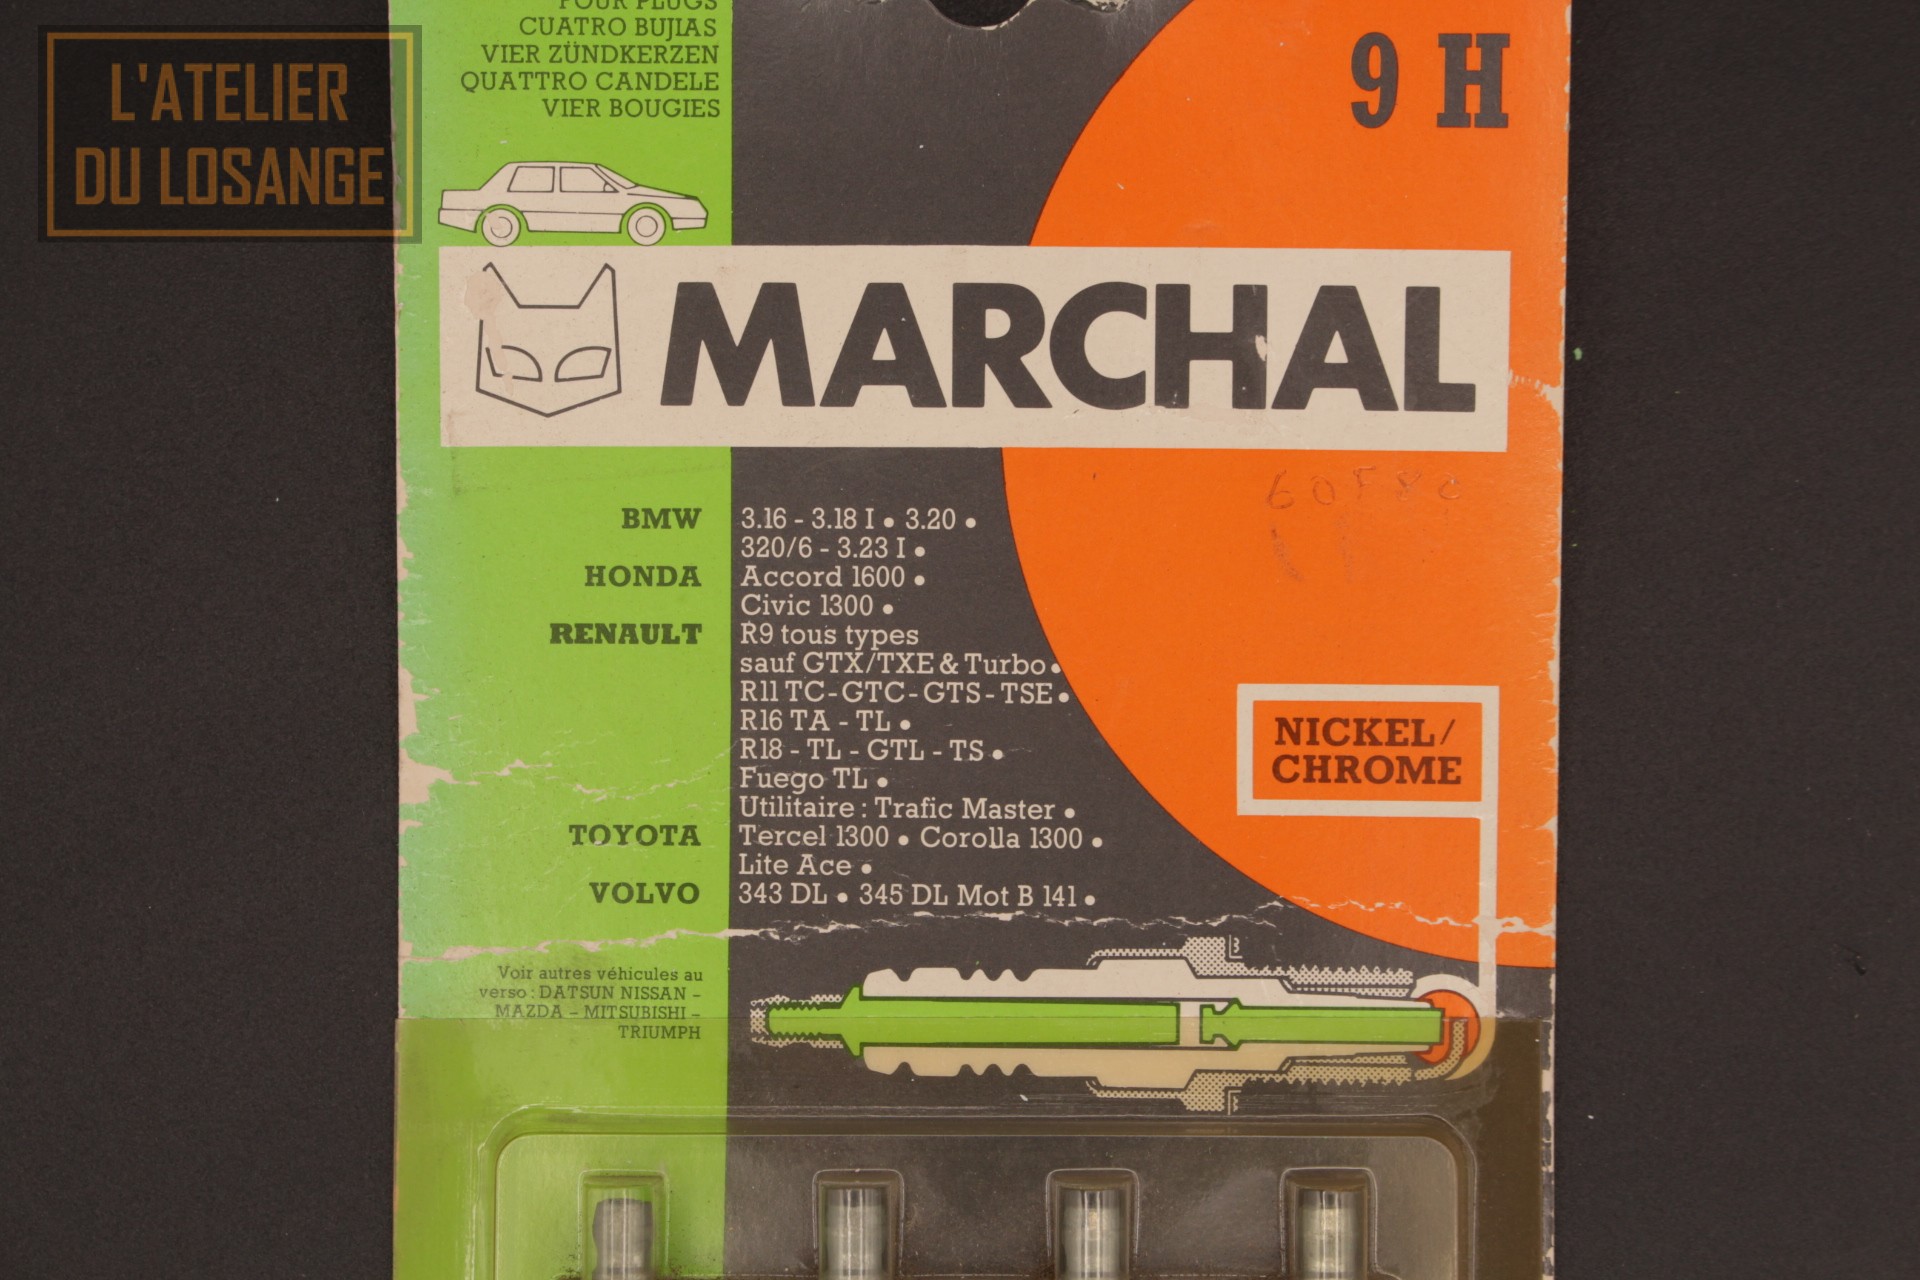 L'ATELIER
DU LOSANGE
POUR PLUGS
CUATRO BUJIAS
VIER ZÜNDKERZEN
QUATTRO CANDELE
VIER BOUGIES
9 H
MARCHAL
BMW 3.16 - 3.18 I • 3.20 •
320/6 - 3.23 I •
HONDA Accord 1600 •
Civic 1300 •
RENAULT R9 tous types
sauf GTX/TXE & Turbo •
R11 TC - GTC - GTS - TSE •
R16 TA - TL •
R18 - TL - GTL - TS •
Fuego TL •
Utilitaire : Trafic Master •
TOYOTA Tercel 1300 • Corolla 1300 •
Lite Ace •
VOLVO 343 DL • 345 DL Mot B 141 •
NICKEL/
CHROME
Voir autres véhicules au
verso : DATSUN NISSAN -
MAZDA - MITSUBISHI -
TRIUMPH